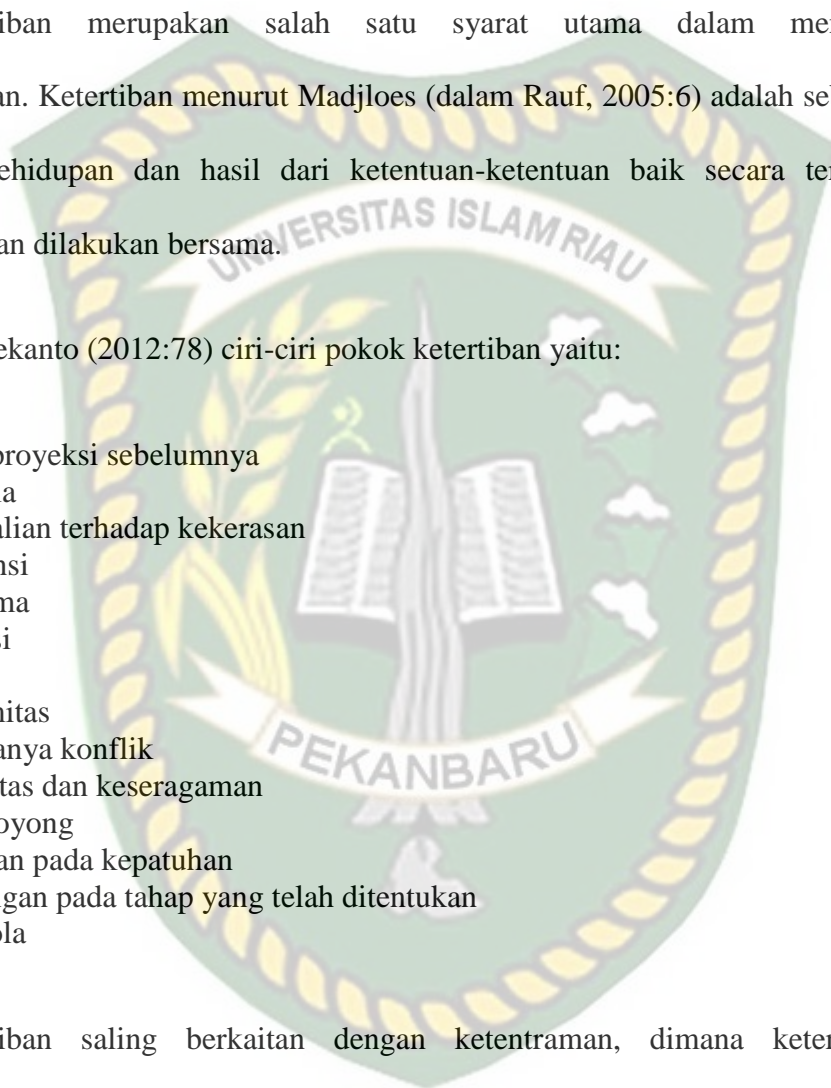 iban merupakan salah satu syarat utama dalam me
an. Ketertiban menurut Madjloes (dalam Rauf, 2005:6) adalah se
ehidupan dan hasil dari ketentuan-ketentuan baik secara te
an dilakukan bersama.
UNIVERSITAS ISLAM RIAU
ekanto (2012:78) ciri-ciri pokok ketertiban yaitu:
proyeksi sebelumnya
a
alian terhadap kekerasan
nsi
ma
si
nitas
anya konflik
tas dan keseragaman
oyong
an pada kepatuhan
ngan pada tahap yang telah ditentukan
ola
PEKANBARU
iban saling berkaitan dengan ketentraman, dimana keter